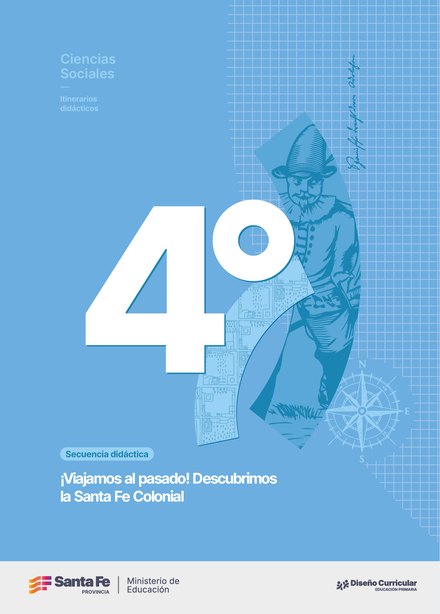 Ciencias
Sociales
Itinerarios
didácticos
4º
N
E
S
Secuencia didáctica
¡Viajamos al pasado! Descubrimos
la Santa Fe Colonial
Santa Fe
PROVINCIA
Ministerio de
Educación
Diseño Curricular
EDUCACIÓN PRIMARIA